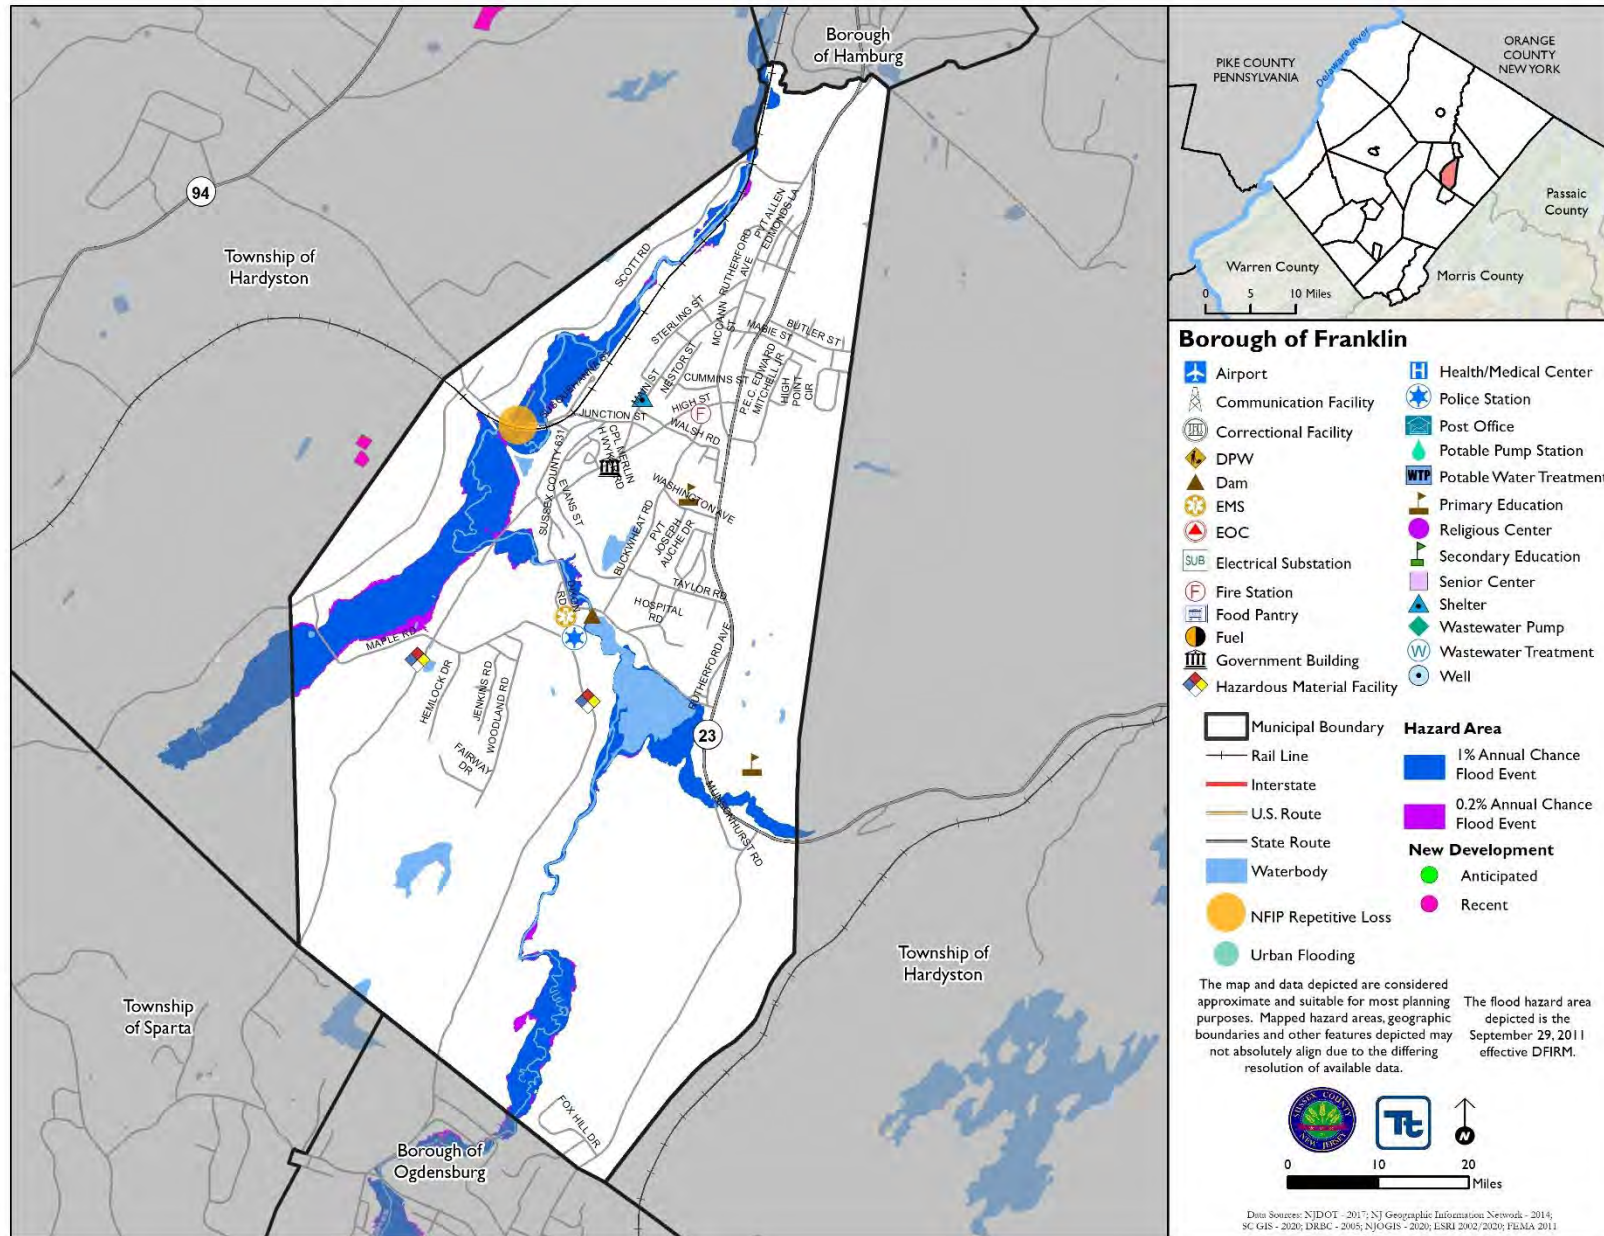 Borough
of Hamburg
94
Township of
Hardyston
SCOTT RD
PVT ALLEN
EDMONDS LA
RUTHERFORD
AVE
MCCANN
ST
STERLING ST
MABIE ST
BUTLER ST
NESTOR ST
MAIN ST
CUMMINS ST
P.E.C. EDWARD
MITCHELL JR
HIGH
POINT
CIR
SUSQUEHANNA ST
JUNCTION ST
HIGH ST
F
WALSH RD
SUSSEX COUNTY 631
CPL MERLIN
EVANS ST
WASHINGTON AVE
BUCKWHEAT RD
PVT
JOSEPH
AUCHE DR
TAYLOR RD
HOSPITAL
RD
RD
MAPLE RD
HEMLOCK DR
JENKINS RD
WOODLAND RD
FAIRWAY
DR
RUTHERFORD AVE
23
MUNSONHURST RD
Township of
Hardyston
Township
of Sparta
FOX HILL DR
Borough of
Ogdensburg
PIKE COUNTY
PENNSYLVANIA
Delaware River
ORANGE
COUNTY
NEW YORK
Passaic
County
Warren County
Morris County
0 5 10 Miles
Borough of Franklin
Airport
Communication Facility
Correctional Facility
DPW
Dam
EMS
EOC
SUB Electrical Substation
F Fire Station
Food Pantry
Fuel
Government Building
Hazardous Material Facility
H Health/Medical Center
Police Station
Post Office
Potable Pump Station
WTP Potable Water Treatment
Primary Education
Religious Center
Secondary Education
Senior Center
Shelter
Wastewater Pump
W Wastewater Treatment
Well
Municipal Boundary
Rail Line
Interstate
U.S. Route
State Route
Waterbody
NFIP Repetitive Loss
Urban Flooding
Hazard Area
1% Annual Chance
Flood Event
0.2% Annual Chance
Flood Event
New Development
Anticipated
Recent
The map and data depicted are considered
approximate and suitable for most planning
purposes. Mapped hazard areas, geographic
boundaries and other features depicted may
not absolutely align due to the differing
resolution of available data.
The flood hazard area
depicted is the
September 29, 2011
effective DFIRM.
SUSSEX COUNTY
NEW JERSEY
Tt
N
0 10 20
Miles
Data Sources: NJDOT - 2017; NJ Geographic Information Network - 2014;
SC GIS - 2020; DRBC - 2005; NJOGIS - 2020; ESRI 2002/2020; FEMA 2011